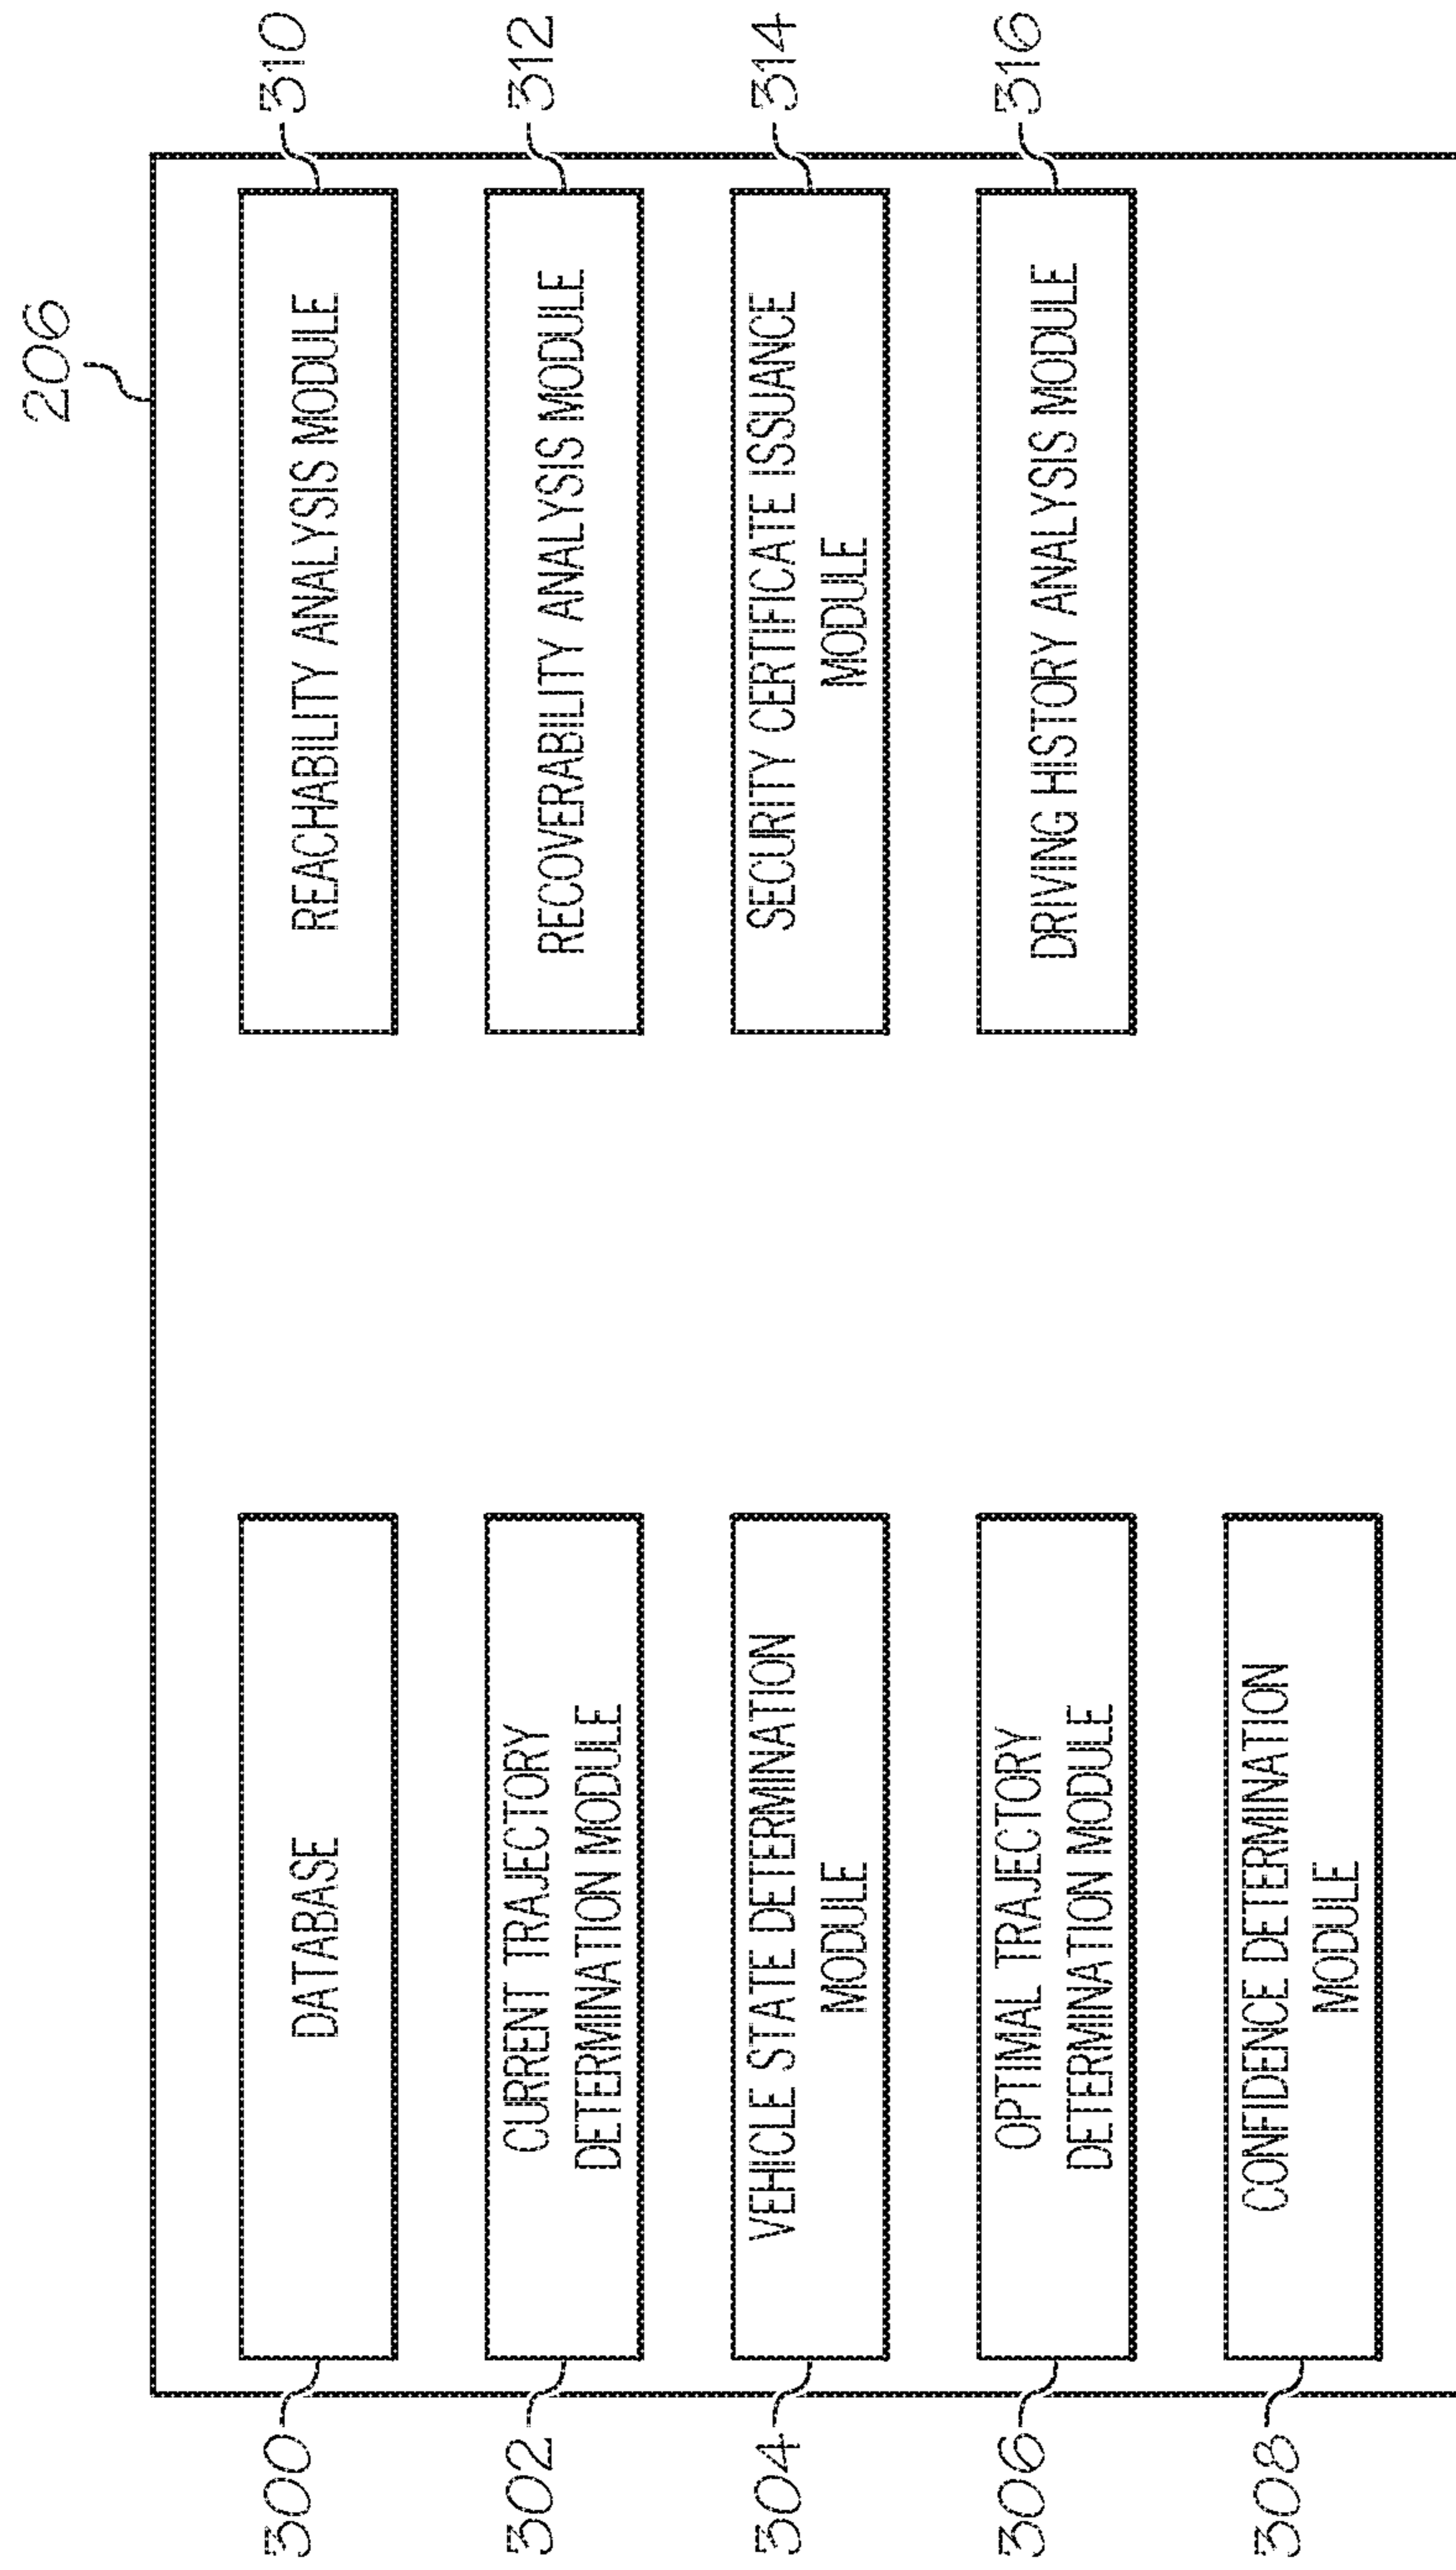 206
300
DATABASE
302
CURRENT TRAJECTORY
DETERMINATION MODULE
304
VEHICLE STATE DETERMINATION
MODULE
306
OPTIMAL TRAJECTORY
DETERMINATION MODULE
308
CONFIDENCE DETERMINATION
MODULE
REACHABILITY ANALYSIS MODULE
310
RECOVERABILITY ANALYSIS MODULE
312
SECURITY CERTIFICATE ISSUANCE
MODULE
314
DRIVING HISTORY ANALYSIS MODULE
316